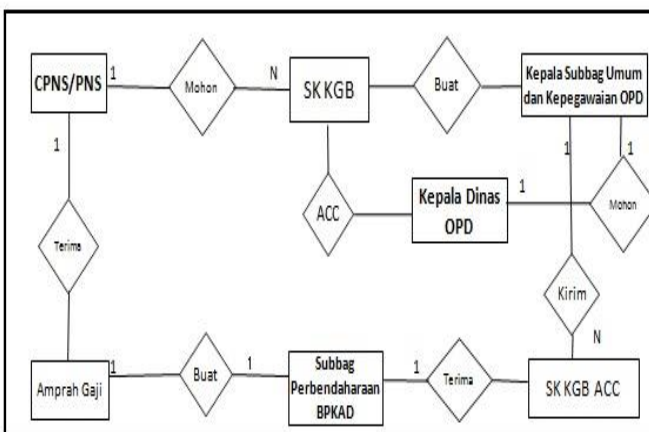 CPNS/PNS
1
Mohon
N
SK KGB
Buat
Kepala Subbag Umum
dan Kepegawaian OPD
1
1
1
ACC
Kepala Dinas
OPD
1
Mohon
Terima
Kirim
N
Amprah Gaji
1
Buat
1
Subbag
Perbendaharaan
BPKAD
1
Terima
SK KGB ACC